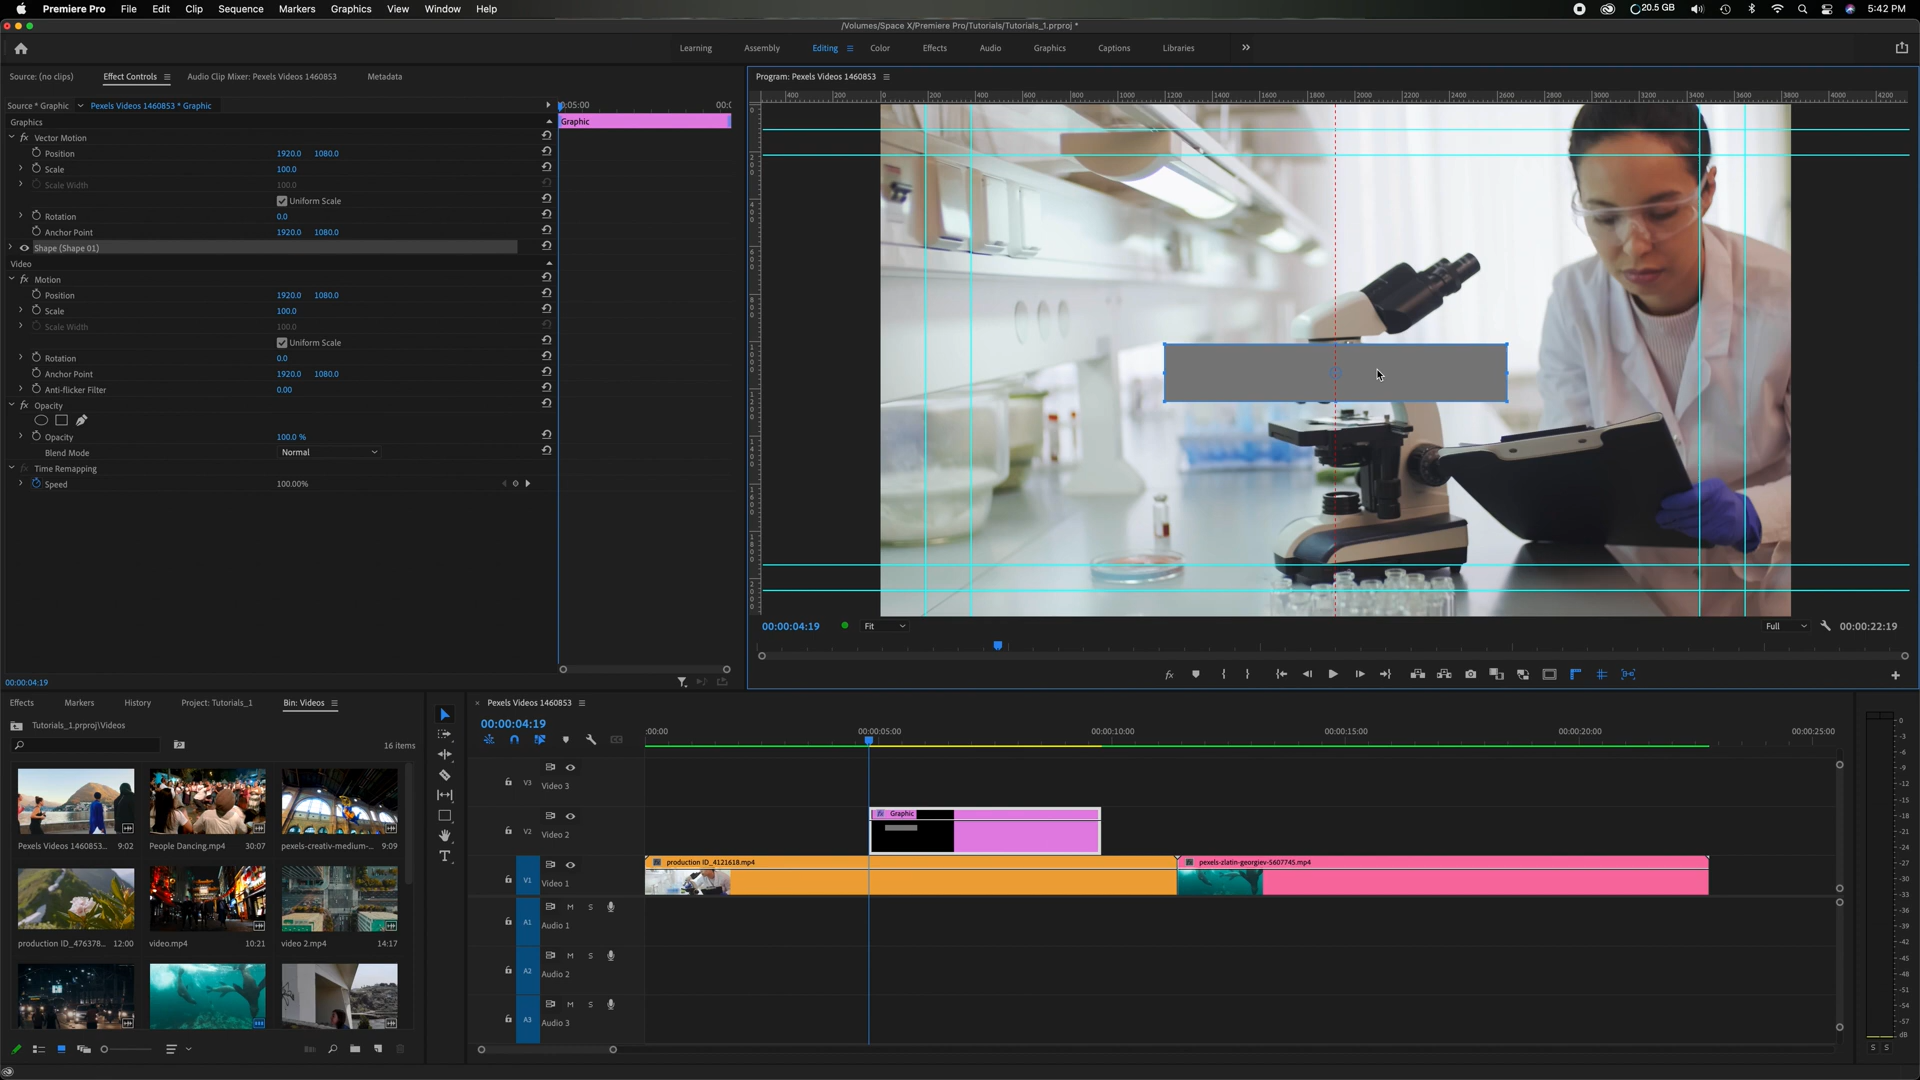 Premiere Pro File Edit Clip Sequence Markers Graphics View Window Help 20.5 GB 5:42 PM
/Volumes/Space X/Premiere Pro/Tutorials/Tutorials_1.prproj *
Learning Assembly Editing Color Effects Audio Graphics Captions Libraries
Source: (no clips) Effect Controls Audio Clip Mixer: Pexels Videos 1460853 Metadata
Program: Pexels Videos 1460853
Source * Graphic Pexels Videos 1460853 * Graphic
Graphics
Graphic
fx Vector Motion
Position 1920.0 1080.0
Scale 100.0
Scale Width 100.0
Uniform Scale
Rotation 0.0
Anchor Point 1920.0 1080.0
Shape (Shape 01)
Video
fx Motion
Position 1920.0 1080.0
Scale 100.0
Scale Width 100.0
Uniform Scale
Rotation 0.0
Anchor Point 1920.0 1080.0
Anti-flicker Filter 0.00
fx Opacity
Opacity 100.0 %
Blend Mode Normal
fx Time Remapping
Speed 100.00%
00:00:04:19
00:00:04:19 Fit Full 00:00:22:19
Effects Markers History Project: Tutorials_1 Bin: Videos
Tutorials_1.prproj\Videos
16 items
Pexels Videos 1460853... 9:02
People Dancing.mp4 30:07
pexels-creativ-medium-... 9:09
production ID_476378... 12:00
video.mp4 10:21
video 2.mp4 14:17
× Pexels Videos 1460853
00:00:04:19
:00:00 00:00:05:00 00:00:10:00 00:00:15:00 00:00:20:00 00:00:25:00
V3 Video 3
V2 Video 2
fx Graphic
V1 Video 1
production ID_4121618.mp4
pexels-zlatin-georgiev-5607745.mp4
M S
A1 Audio 1
M S
A2 Audio 2
M S
A3 Audio 3
S S